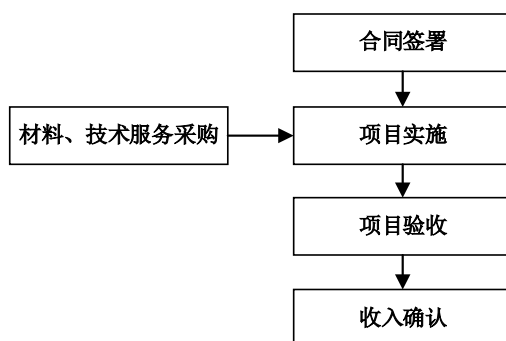 合同签署
材料、技术服务采购
项目实施
项目验收
收入确认